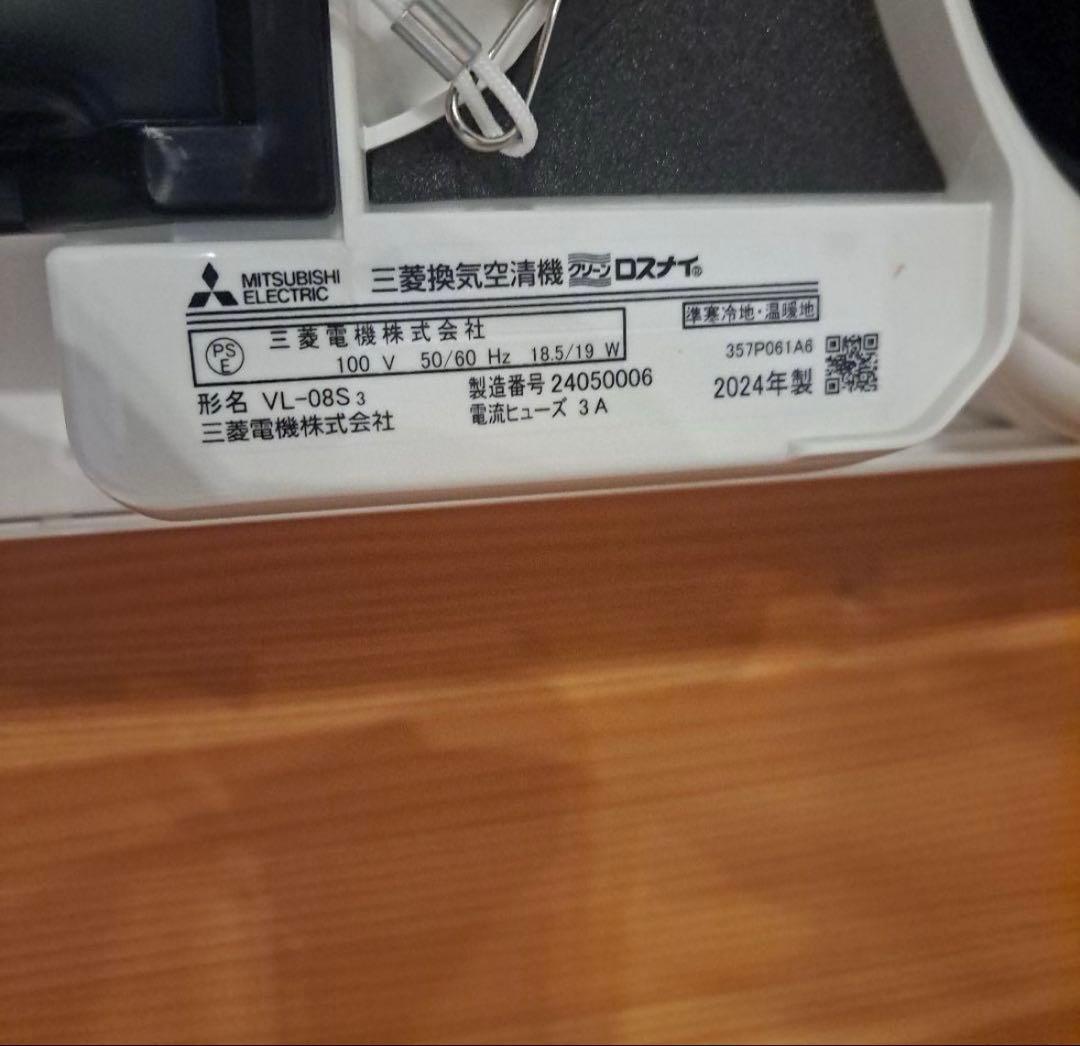 MITSUBISHI
ELECTRIC
三菱換気空清機 クリーン ロスナイ®
準寒冷地・温暖地
PS
E
三菱電機株式会社
100 V 50/60 Hz 18.5/19 W
357P061A6
形名 VL-08S3
製造番号 24050006
2024年製
三菱電機株式会社
電流ヒューズ 3A